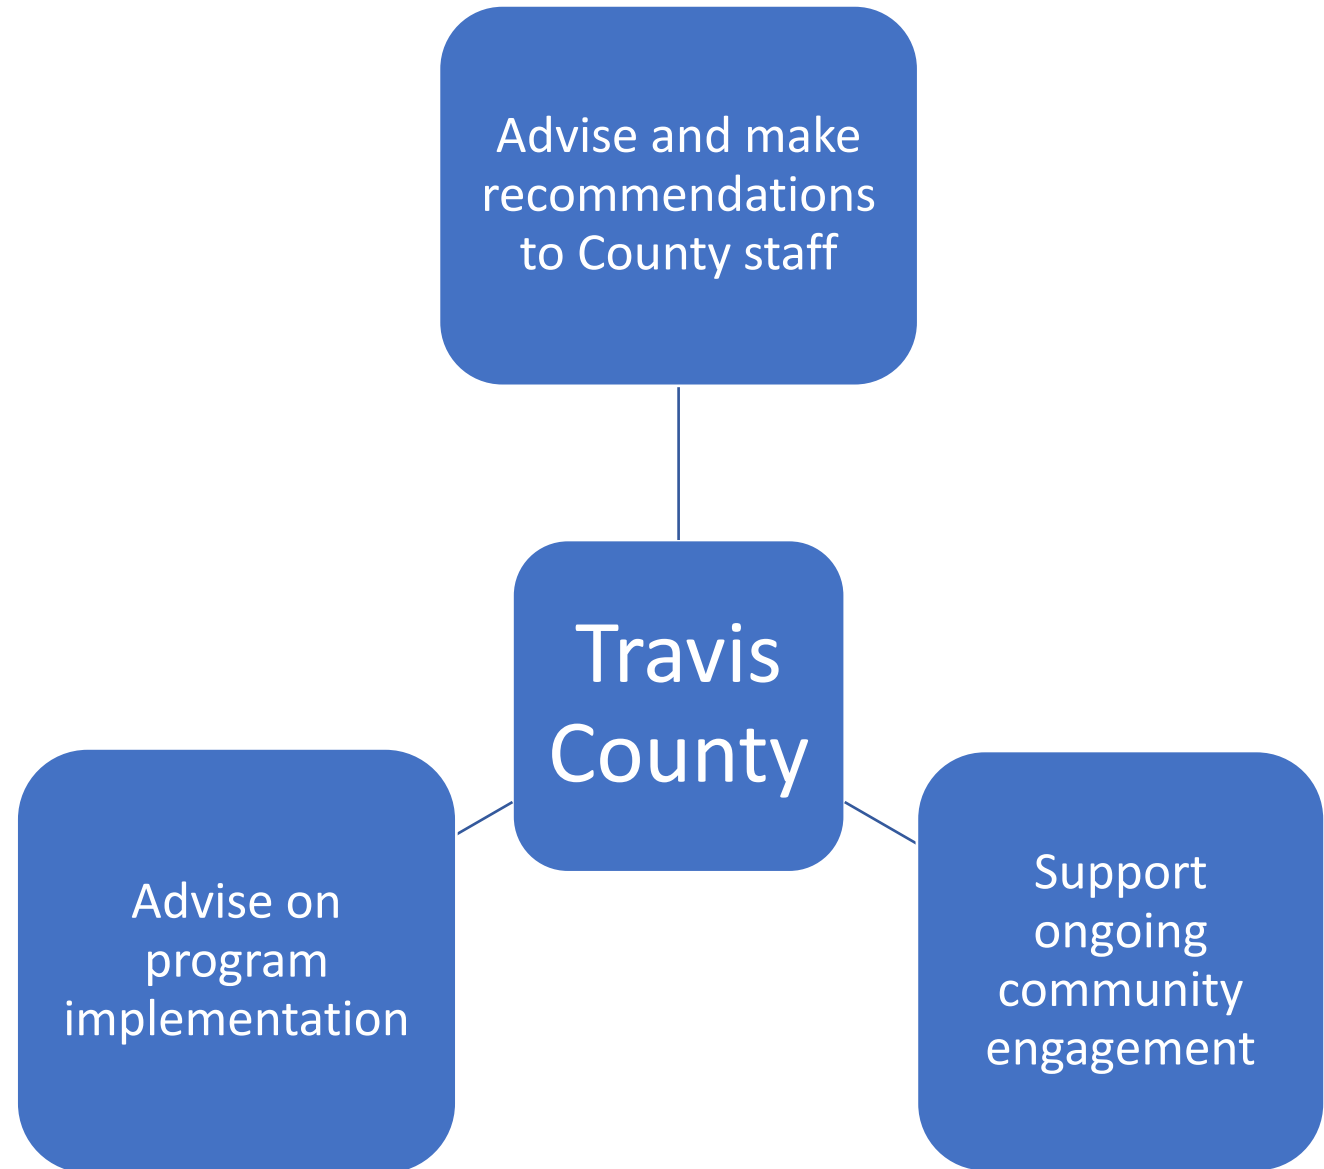 Advise and make
recommendations
to County staff
Travis
County
Advise on
program
implementation
Support
ongoing
community
engagement